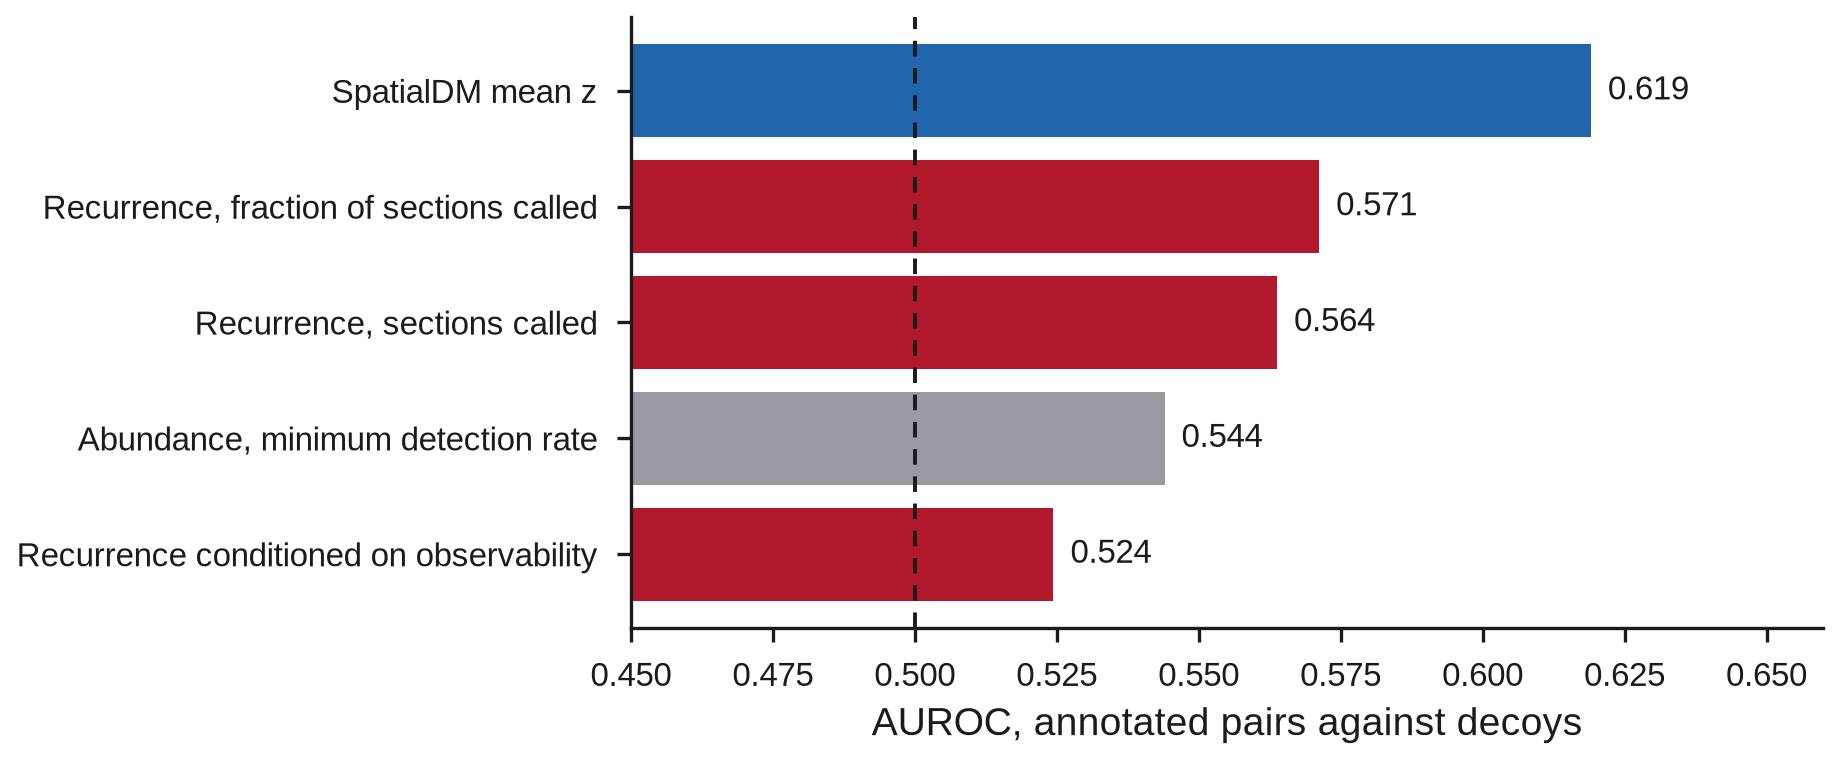 SpatialDM mean z
0.619
Recurrence, fraction of sections called
0.571
Recurrence, sections called
0.564
Abundance, minimum detection rate
0.544
Recurrence conditioned on observability
0.524
0.450 0.475 0.500 0.525 0.550 0.575 0.600 0.625 0.650
AUROC, annotated pairs against decoys